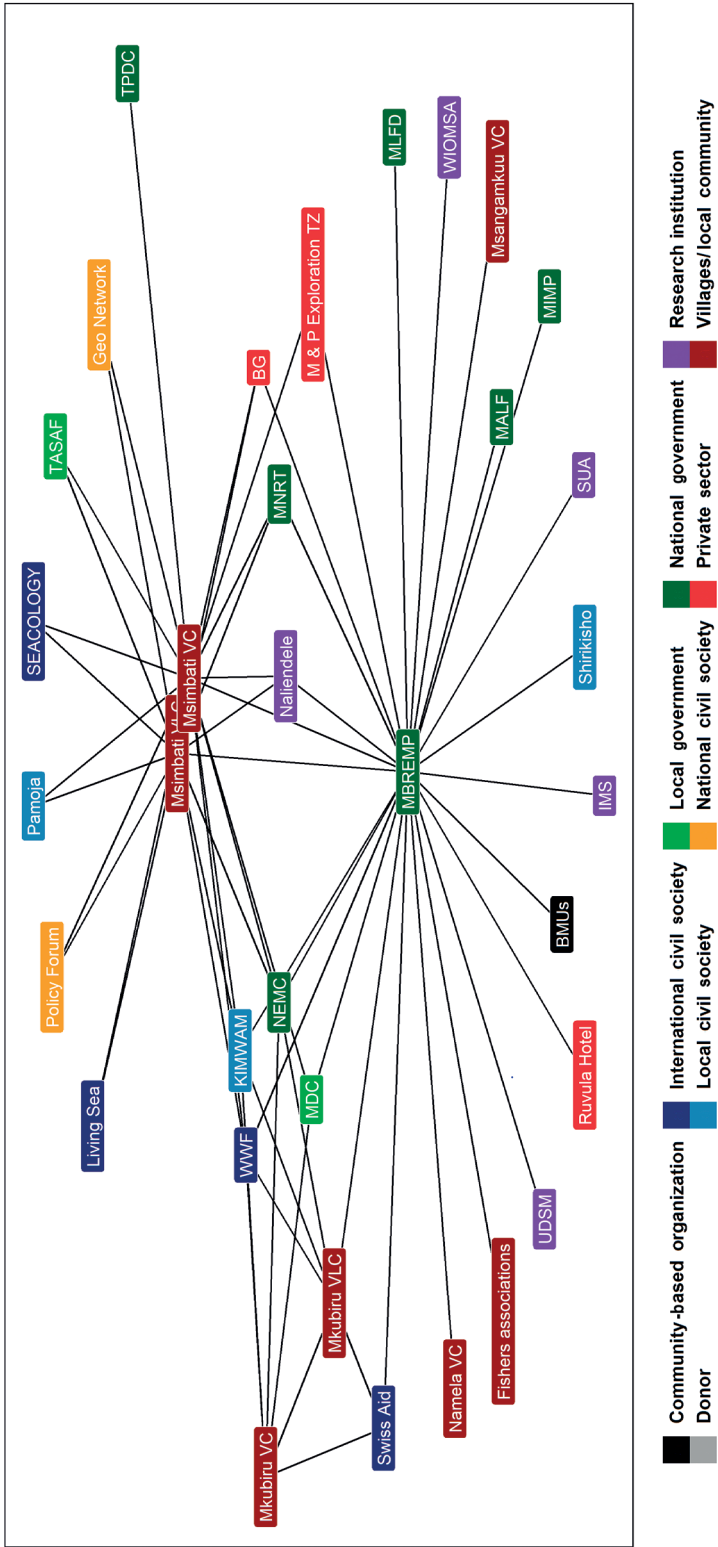 Pamoja
SEACOLOGY
Policy Forum
TASAF
Living Sea
Geo Network
TPDC
Msimbati VLC
Msimbati VC
KIMWAM
WWF
BG
Mkubiru VC
NEMC
MNRT
Naliendele
MDC
M & P Exploration TZ
Mkubiru VLC
Swiss Aid
MLFD
MBREMP
WIOMSA
Namela VC
Msangamkuu VC
Fishers associations
MALF
UDSM
MIMP
BMUs
Ruvula Hotel
Shirikisho
SUA
IMS
Community-based organization
Donor
International civil society
Local civil society
Local government
National civil society
National government
Private sector
Research institution
Villages/local community